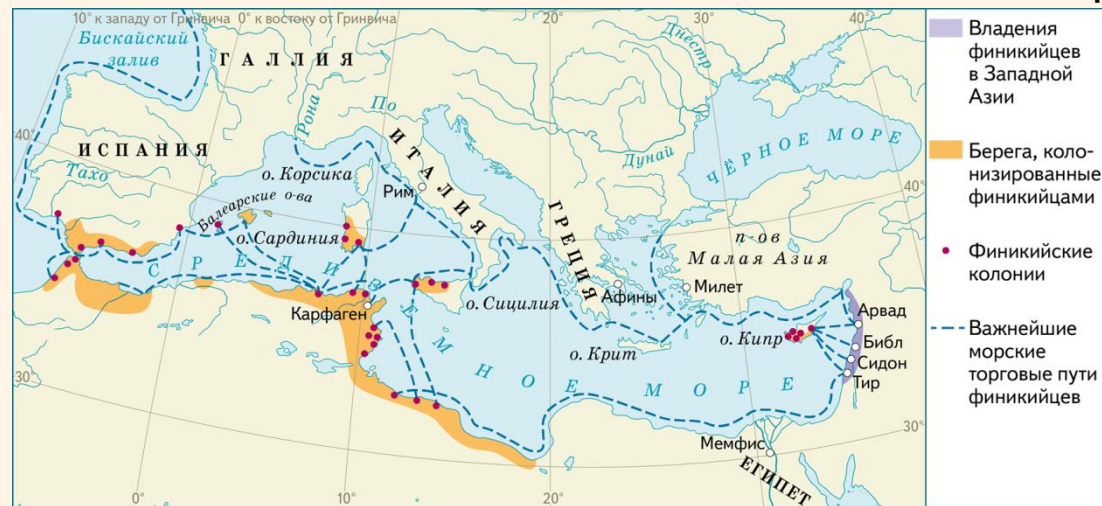 10° к западу от Гринвича 0° к востоку от Гринвича
20°
30°
40°
Бискайский
залив
ГАЛЛИЯ
Днестр
Рона
По
40°
ИСПАНИЯ
Тахо
ИТАЛИЯ
Дунай
ЧЁРНОЕ МОРЕ
о. Корсика
Рим
40°
Балеарские о-ва
о. Сардиния
ГРЕЦИЯ
п-ов
Малая Азия
СРЕДИЗЕМНОЕ МОРЕ
Афины
Милет
о. Сицилия
Карфаген
Арвад
о. Кипр
Библ
о. Крит
Сидон
Тир
30°
30°
Мемфис
ЕГИПЕТ
0°
10°
20°
Владения
финикийцев
в Западной
Азии
Берега, коло-
низированные
финикийцами
Финикийские
колонии
Важнейшие
морские
торговые пути
финикийцев